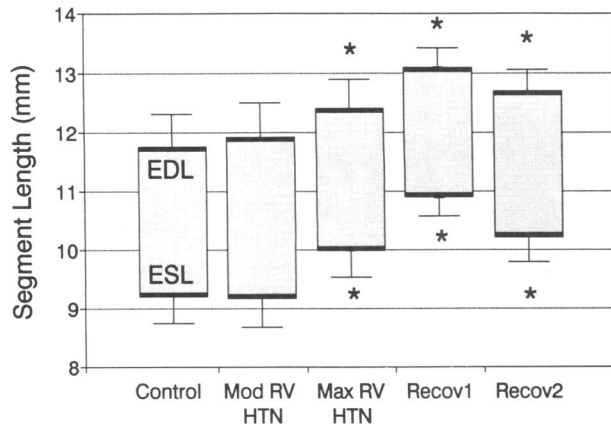 14
13
12
11
10
9
8
Segment Length (mm)
EDL
ESL
*
*
*
*
*
*
Control
Mod RV
HTN
Max RV
HTN
Recov1
Recov2